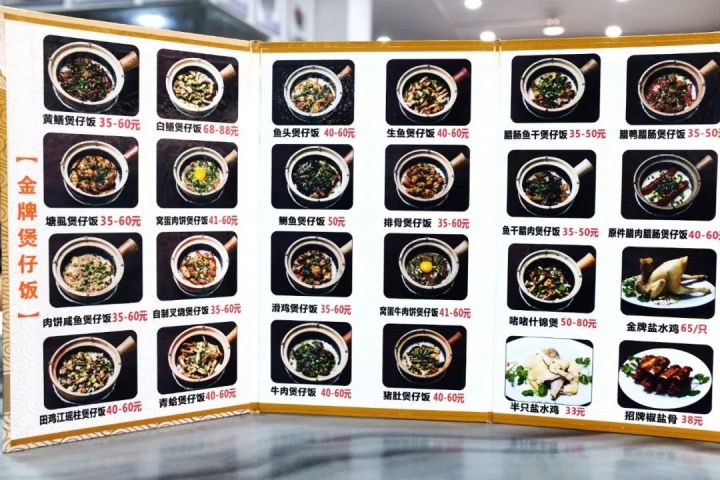 【金牌煲仔饭】
黄鳝煲仔饭 35-60元
白鳝煲仔饭 68-88元
塘虱煲仔饭 35-60元
窝蛋肉饼煲仔饭 41-60元
肉饼咸鱼煲仔饭 35-60元
自制叉烧煲仔饭 35-60元
田鸡江瑶柱煲仔饭 40-60元
青蛤煲仔饭 40-60元
鱼头煲仔饭 40-60元
生鱼煲仔饭 40-60元
鲗鱼煲仔饭 50元
排骨煲仔饭 35-60元
滑鸡煲仔饭 35-60元
窝蛋牛肉饼煲仔饭 41-60元
牛肉煲仔饭 40-60元
猪肚煲仔饭 40-60元
腊肠鱼干煲仔饭 35-50元
腊鸭腊肠煲仔饭 35-50元
鱼干腊肉煲仔饭 35-50元
原件腊肉腊肠煲仔饭 40-60元
啫啫什锦煲 50-80元
金牌盐水鸡 65/只
半只盐水鸡 33元
招牌椒盐骨 38元